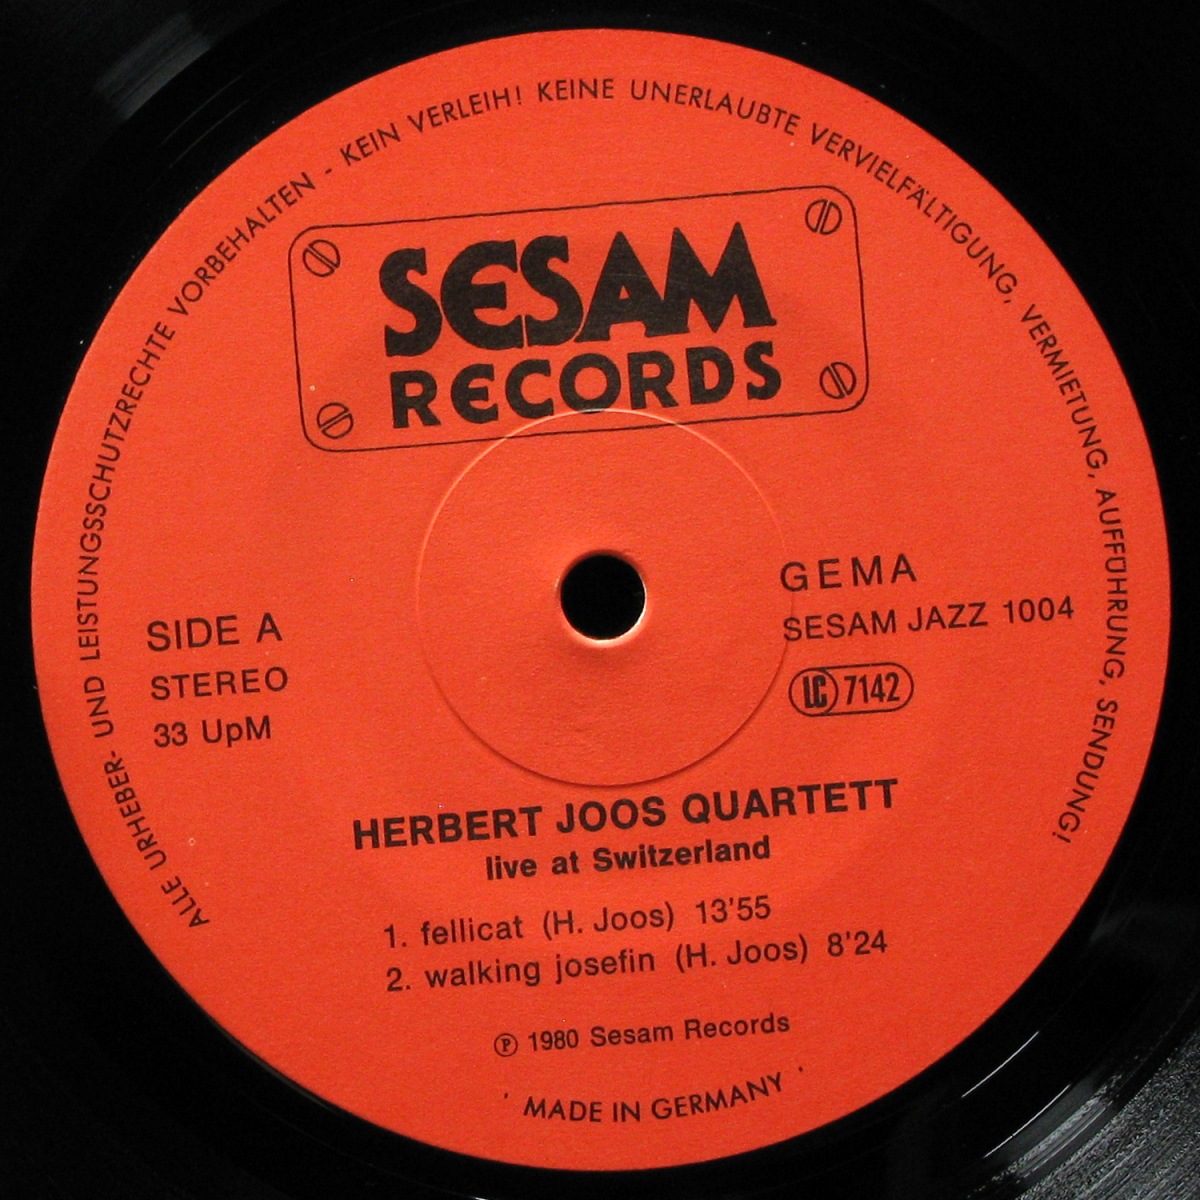 ALLE URHEBER- UND LEISTUNGSSCHUTZRECHTE VORBEHALTEN - KEIN VERLEIH! KEINE UNERLAUBTE VERVIELFÄLTIGUNG, VERMIETUNG, AUFFÜHRUNG, SENDUNG!
SESAM
RECORDS
SIDE A
STEREO
33 UpM
GEMA
SESAM JAZZ 1004
LC 7142
HERBERT JOOS QUARTETT
live at Switzerland
1. fellicat (H. Joos) 13'55
2. walking josefin (H. Joos) 8'24
℗ 1980 Sesam Records
' MADE IN GERMANY '